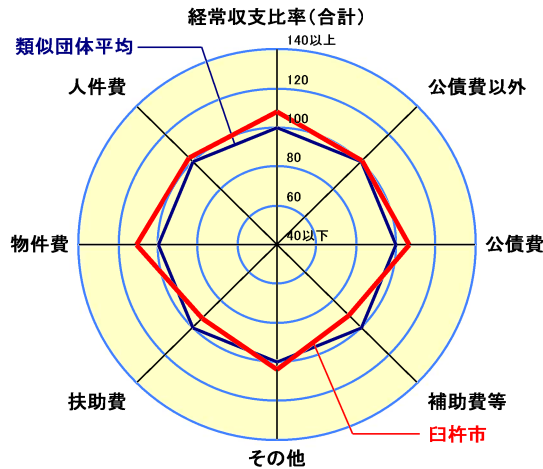 経常収支比率（合計）
140以上
類似団体平均
120
人件費
公債費以外
100
80
60
物件費
40以下
公債費
扶助費
補助費等
臼杵市
その他